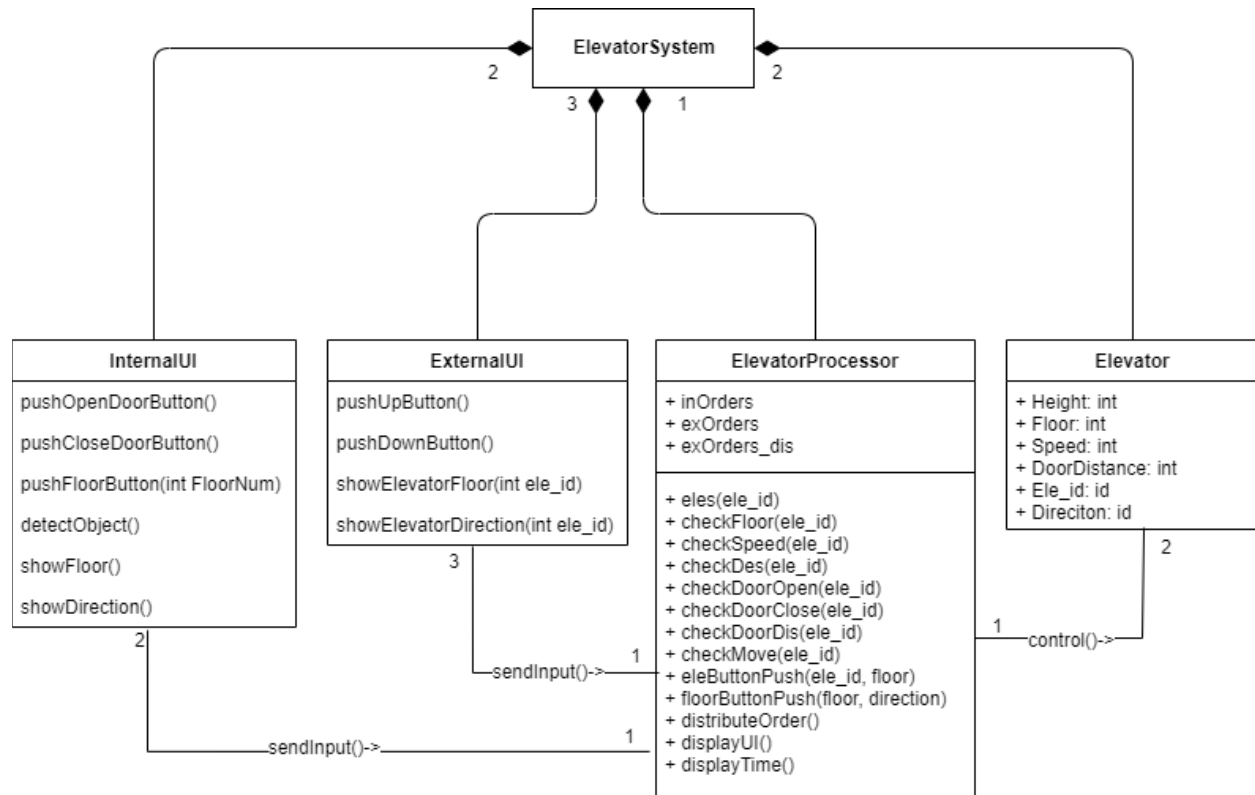 ElevatorSystem
2
3
1
2
InternalUI
pushOpenDoorButton()
pushCloseDoorButton()
pushFloorButton(int FloorNum)
detectObject()
showFloor()
showDirection()
2
ExternalUI
pushUpButton()
pushDownButton()
showElevatorFloor(int ele_id)
showElevatorDirection(int ele_id)
3
ElevatorProcessor
+ inOrders
+ exOrders
+ exOrders_dis
+ eles(ele_id)
+ checkFloor(ele_id)
+ checkSpeed(ele_id)
+ checkDes(ele_id)
+ checkDoorOpen(ele_id)
+ checkDoorClose(ele_id)
+ checkDoorDis(ele_id)
+ checkMove(ele_id)
+ eleButtonPush(ele_id, floor)
+ floorButtonPush(floor, direction)
+ distributeOrder()
+ displayUI()
+ displayTime()
Elevator
+ Height: int
+ Floor: int
+ Speed: int
+ DoorDistance: int
+ Ele_id: id
+ Direciton: id
2
1
control()->
sendInput()->
1
sendInput()->
1